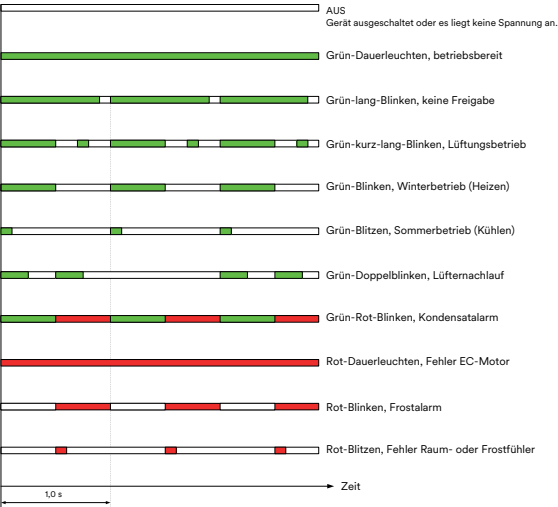 AUS
Gerät ausgeschaltet oder es liegt keine Spannung an.
Grün-Dauerleuchten, betriebsbereit
Grün-lang-Blinken, keine Freigabe
Grün-kurz-lang-Blinken, Lüftungsbetrieb
Grün-Blinken, Winterbetrieb (Heizen)
Grün-Blitzen, Sommerbetrieb (Kühlen)
Grün-Doppelblinken, Lüfternachlauf
Grün-Rot-Blinken, Kondensatalarm
Rot-Dauerleuchten, Fehler EC-Motor
Rot-Blinken, Frostalarm
Rot-Blitzen, Fehler Raum- oder Frostfühler
Zeit
1,0 s